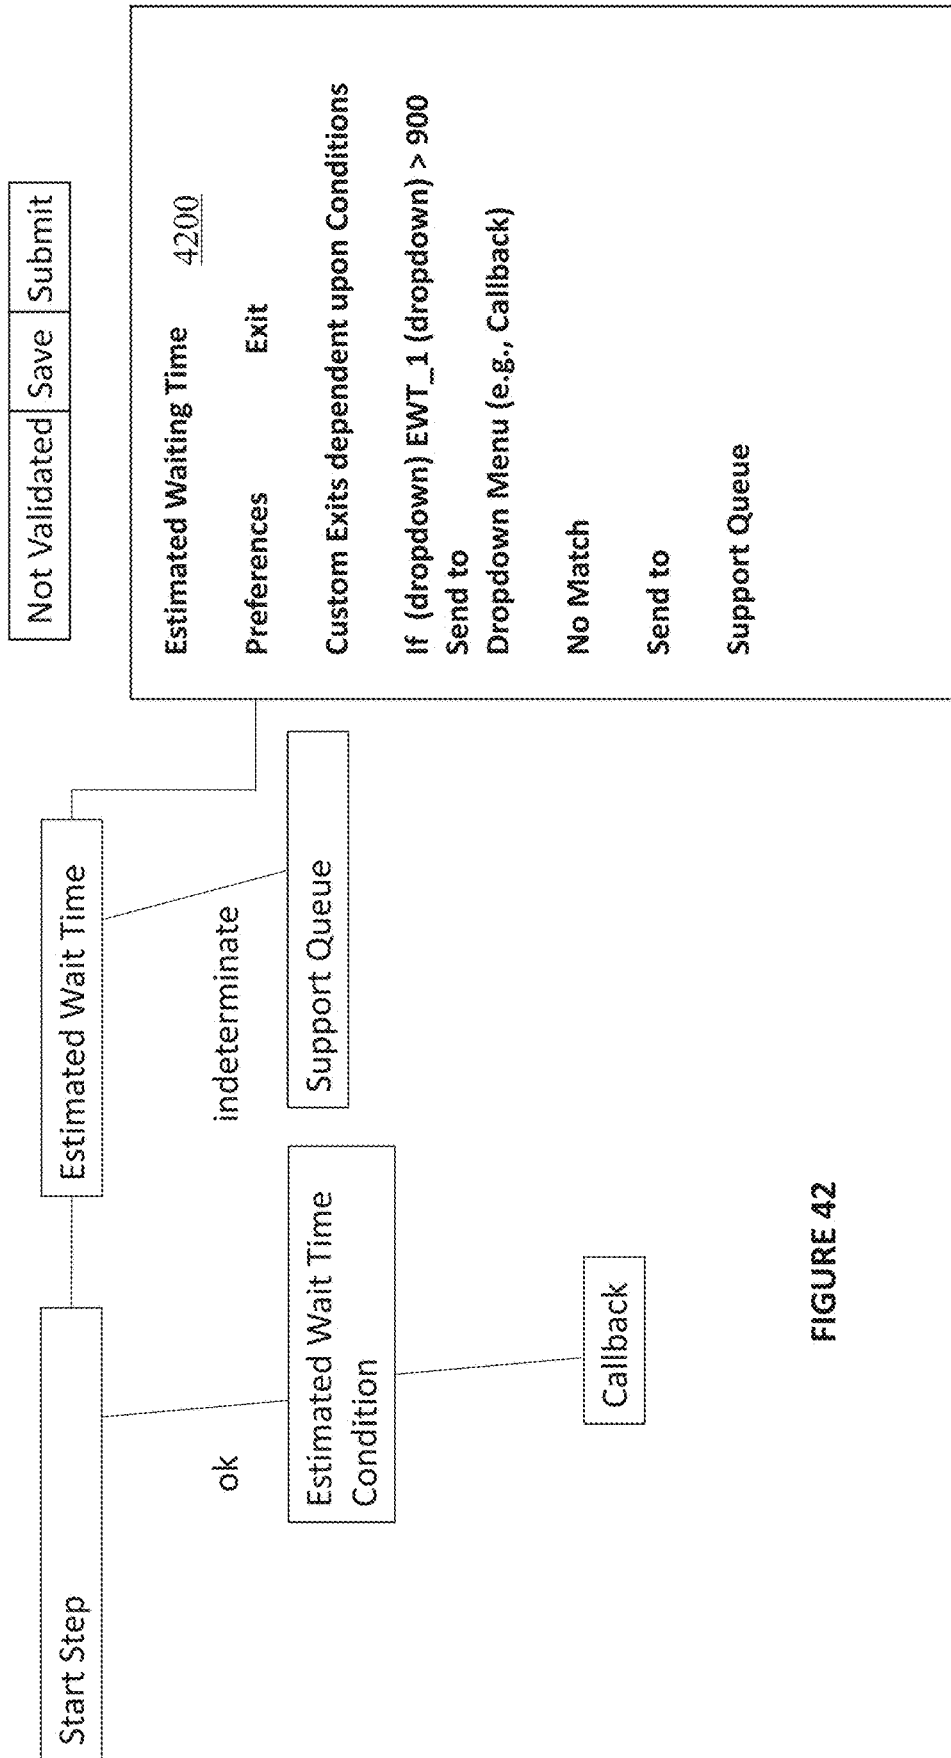 Not Validated Save Submit
Start Step
Estimated Wait Time
ok
indeterminate
Estimated Wait Time
Condition
Support Queue
Callback
Estimated Waiting Time 4200
Preferences Exit
Custom Exits dependent upon Conditions
If (dropdown) EWT_1 (dropdown) > 900
Send to
Dropdown Menu (e.g., Callback)
No Match
Send to
Support Queue
FIGURE 42